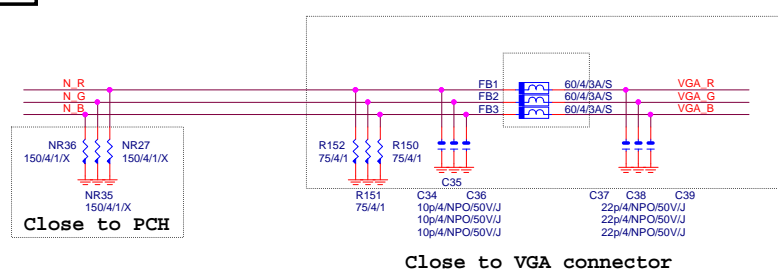 N_R
N_G
N_B
FB1
FB2
FB3
60/4/3A/S
60/4/3A/S
60/4/3A/S
VGA_R
VGA_G
VGA_B
NR36
150/4/1/X
NR27
150/4/1/X
NR35
150/4/1/X
Close to PCH
R152
75/4/1
R150
75/4/1
R151
75/4/1
C35
C34
C36
10p/4/NPO/50V/J
10p/4/NPO/50V/J
10p/4/NPO/50V/J
C37
C38
C39
22p/4/NPO/50V/J
22p/4/NPO/50V/J
22p/4/NPO/50V/J
Close to VGA connector